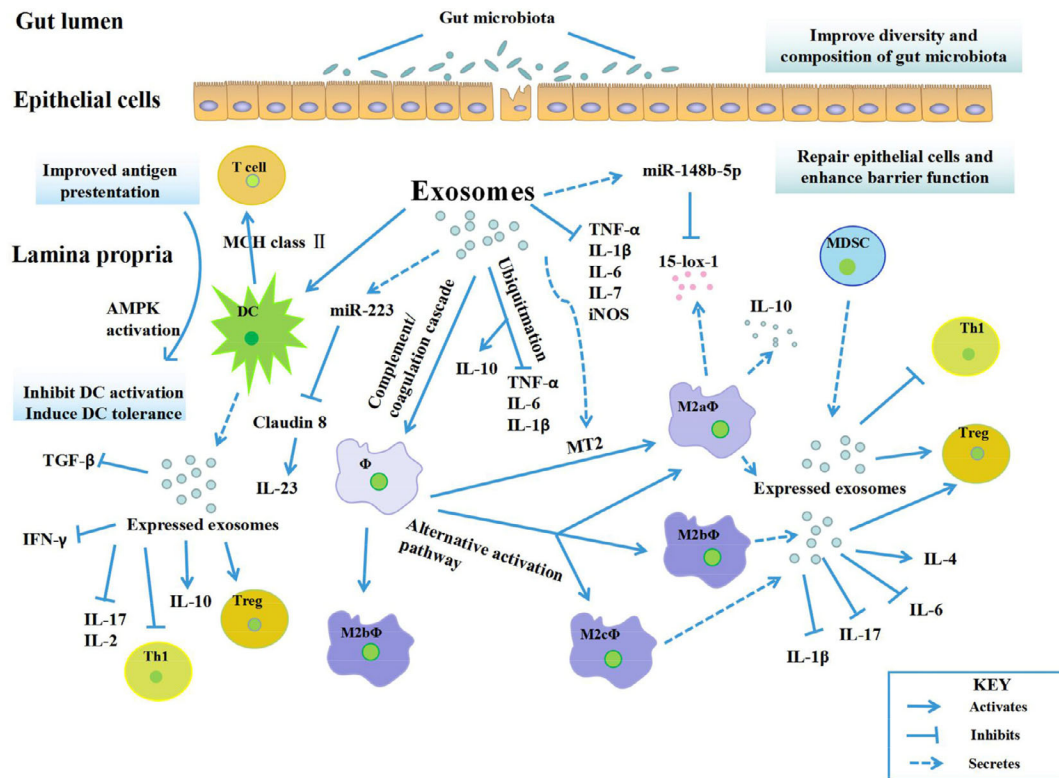 Gut lumen
Gut microbiota
Improve diversity and
composition of gut microbiota
Epithelial cells
Improved antigen
prestentation
T cell
Exosomes
miR-148b-5p
Repair epithelial cells and
enhance barrier function
MCH class Ⅱ
Lamina propria
TNF-α
IL-1β
IL-6
IL-7
iNOS
15-lox-1
MDSC
AMPK
activation
DC
miR-223
Complement/
coagulation cascade
Ubiquitmation
IL-10
Th1
Inhibit DC activation
Induce DC tolerance
IL-10
TNF-α
IL-6
IL-1β
Claudin 8
MT2
M2aΦ
Treg
TGF-β
IL-23
Φ
Expressed exosomes
Expressed exosomes
IFN-γ
Alternative activation
pathway
M2bΦ
IL-4
IL-17
IL-2
IL-10
Treg
IL-6
Th1
M2bΦ
M2cΦ
IL-17
IL-1β
KEY
Activates
Inhibits
Secretes